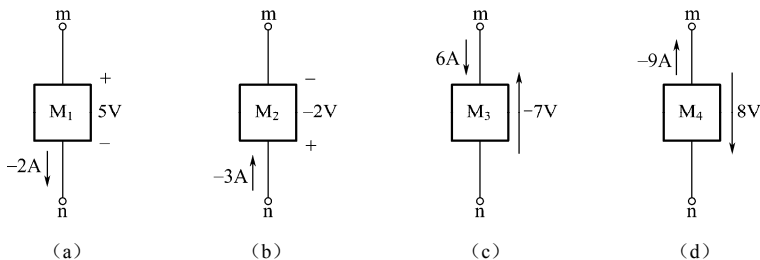 m m m m
+ − 6A −9A
M₁ 5V M₂ −2V M₃ −7V M₄ 8V
− +
−2A −3A
n n n n
（a） （b） （c） （d）